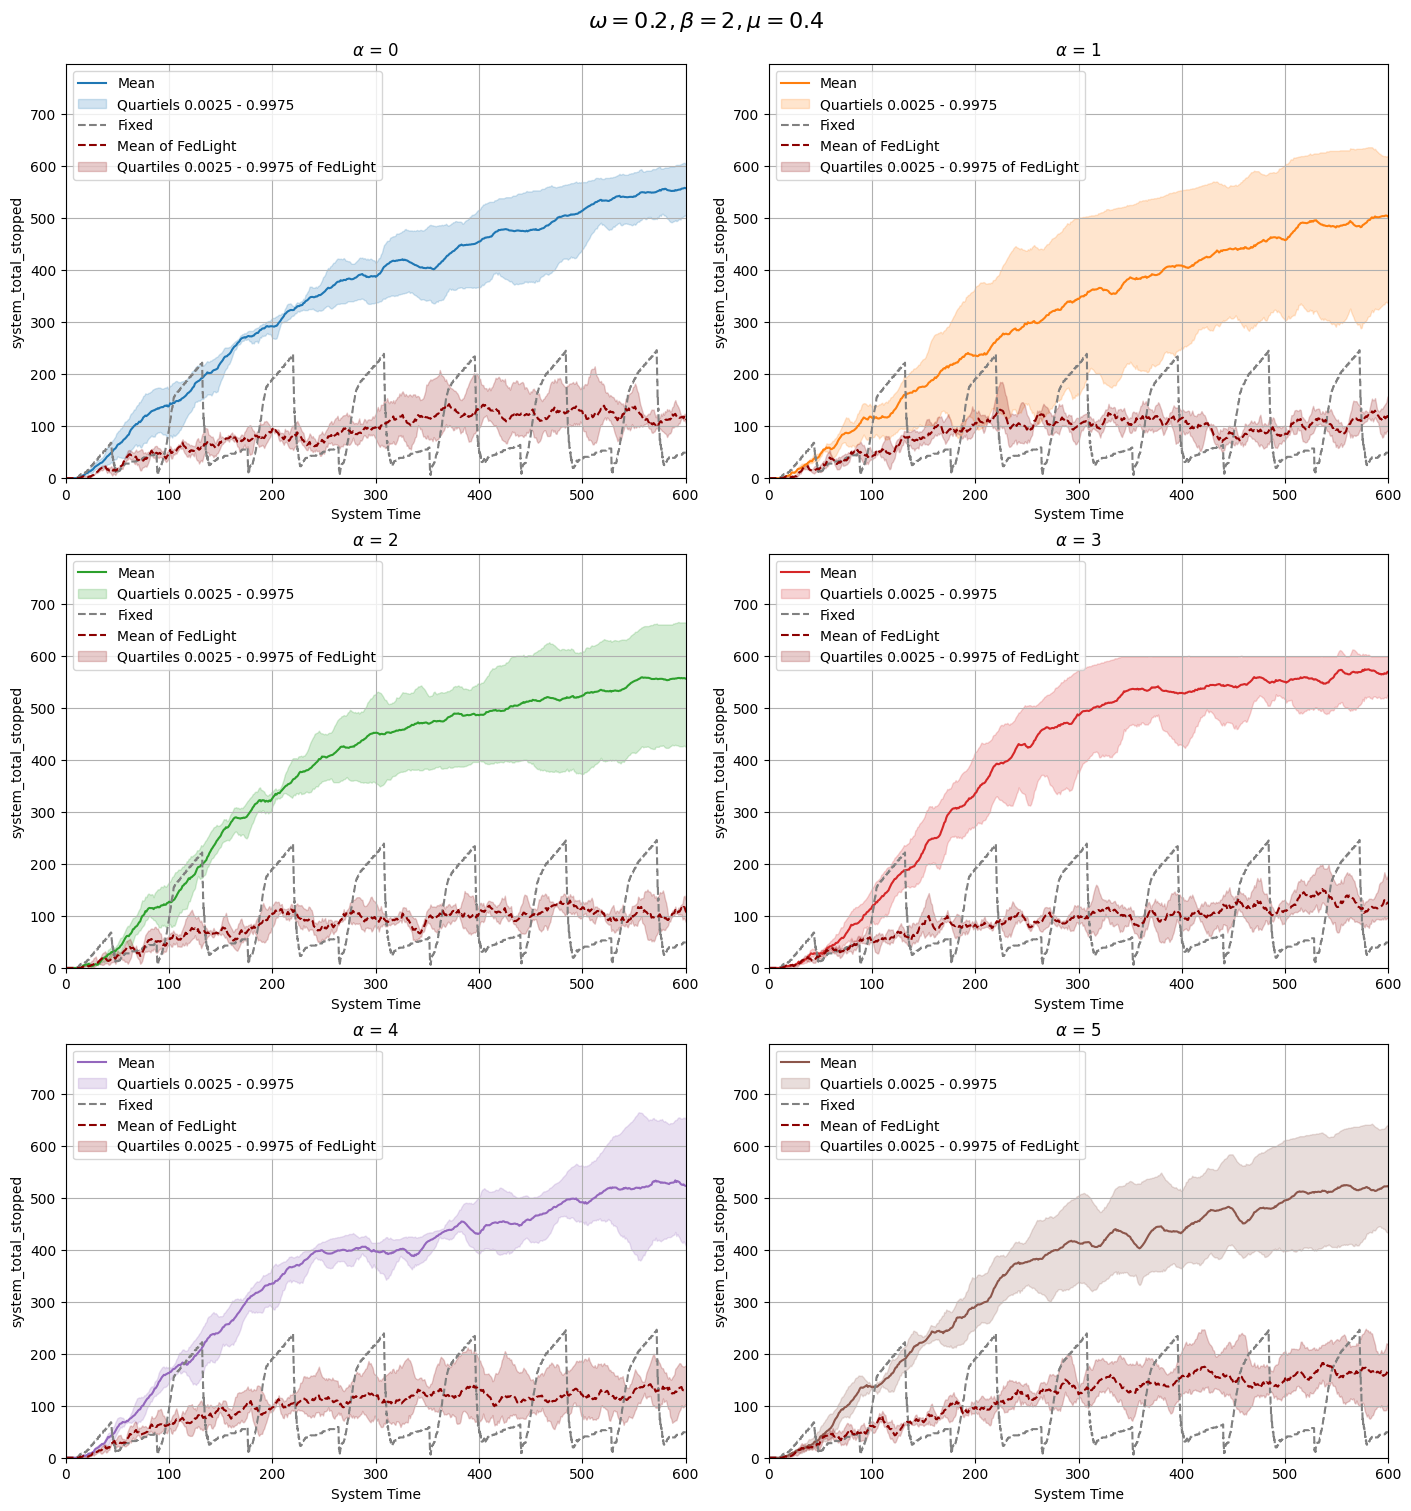 ω = 0.2, β = 2, μ = 0.4
α = 0
Mean
Quartiels 0.0025 - 0.9975
Fixed
Mean of FedLight
Quartiles 0.0025 - 0.9975 of FedLight
system_total_stopped
700
600
500
400
300
200
100
0
0 100 200 300 400 500 600
System Time
α = 1
Mean
Quartiels 0.0025 - 0.9975
Fixed
Mean of FedLight
Quartiles 0.0025 - 0.9975 of FedLight
system_total_stopped
700
600
500
400
300
200
100
0
0 100 200 300 400 500 600
System Time
α = 2
Mean
Quartiels 0.0025 - 0.9975
Fixed
Mean of FedLight
Quartiles 0.0025 - 0.9975 of FedLight
system_total_stopped
700
600
500
400
300
200
100
0
0 100 200 300 400 500 600
System Time
α = 3
Mean
Quartiels 0.0025 - 0.9975
Fixed
Mean of FedLight
Quartiles 0.0025 - 0.9975 of FedLight
system_total_stopped
700
600
500
400
300
200
100
0
0 100 200 300 400 500 600
System Time
α = 4
Mean
Quartiels 0.0025 - 0.9975
Fixed
Mean of FedLight
Quartiles 0.0025 - 0.9975 of FedLight
system_total_stopped
700
600
500
400
300
200
100
0
0 100 200 300 400 500 600
System Time
α = 5
Mean
Quartiels 0.0025 - 0.9975
Fixed
Mean of FedLight
Quartiles 0.0025 - 0.9975 of FedLight
system_total_stopped
700
600
500
400
300
200
100
0
0 100 200 300 400 500 600
System Time